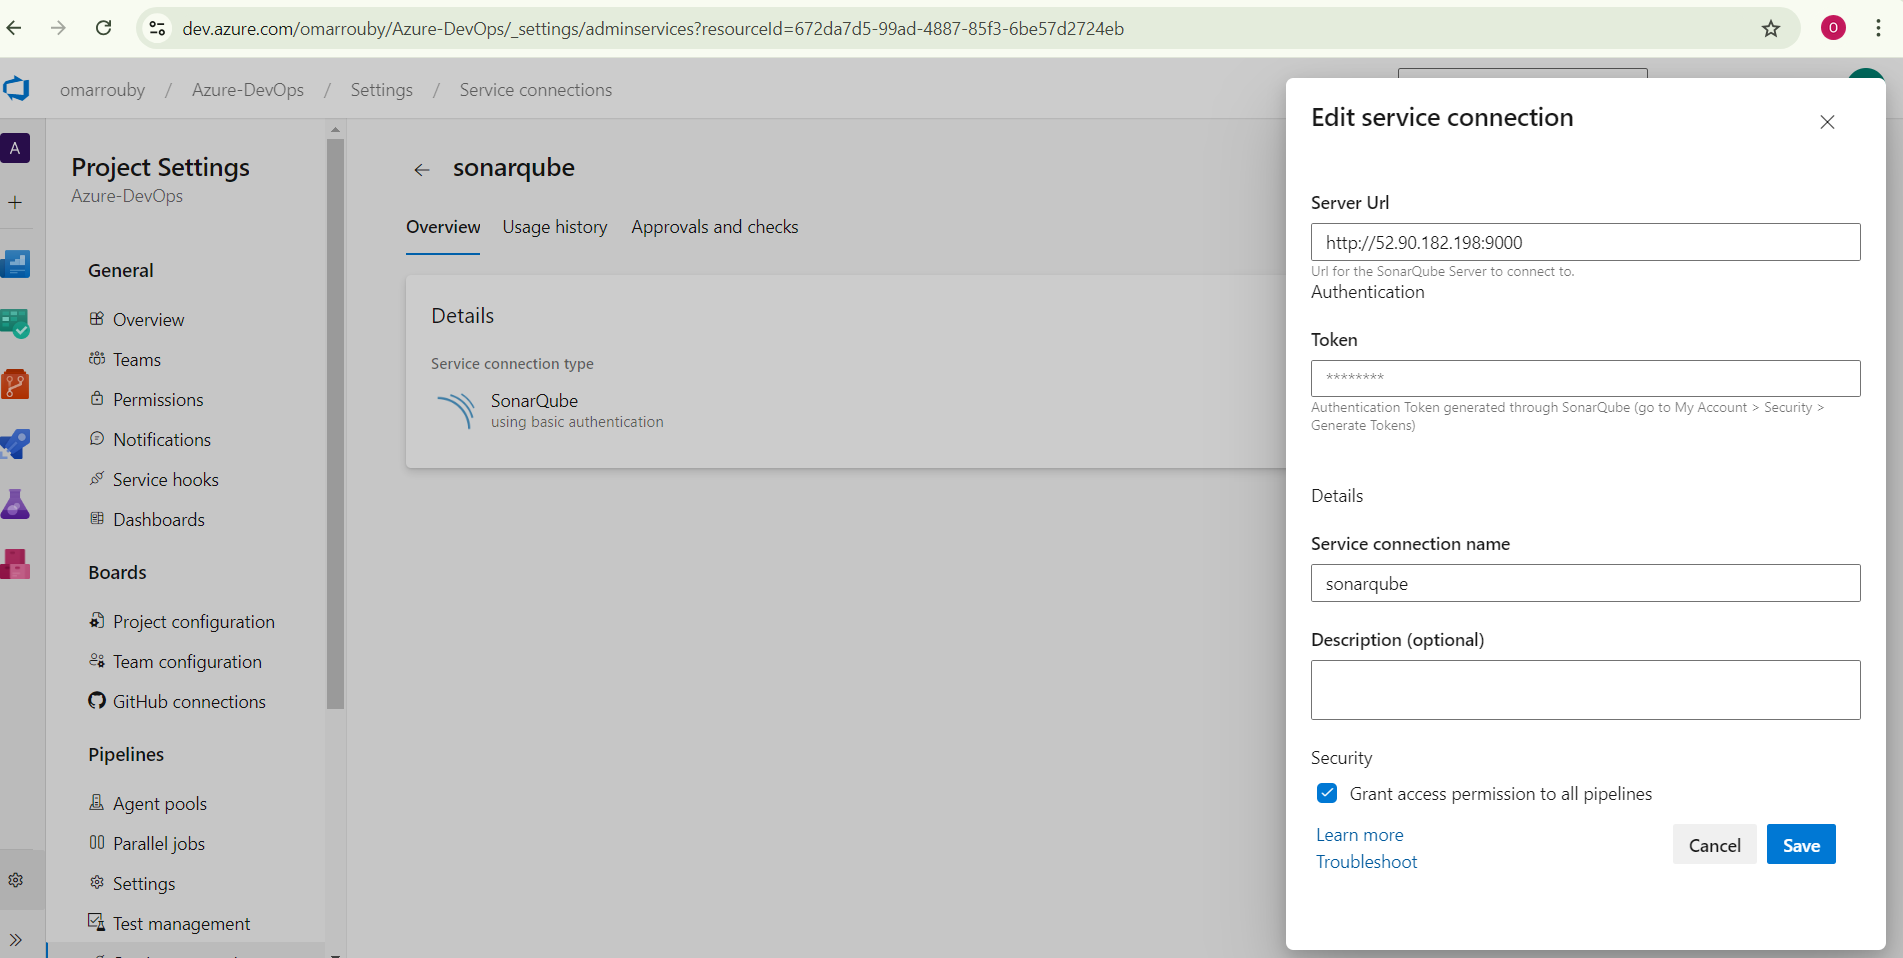 dev.azure.com/omarrouby/Azure-DevOps/_settings/adminservices?resourceId=672da7d5-99ad-4887-85f3-6be57d2724eb
O
omarrouby / Azure-DevOps / Settings / Service connections
A
Project Settings
Azure-DevOps
General
Overview
Teams
Permissions
Notifications
Service hooks
Dashboards
Boards
Project configuration
Team configuration
GitHub connections
Pipelines
Agent pools
Parallel jobs
Settings
Test management
sonarqube
Overview Usage history Approvals and checks
Details
Service connection type
SonarQube
using basic authentication
Edit service connection
Server Url
http://52.90.182.198:9000
Url for the SonarQube Server to connect to.
Authentication
Token
********
Authentication Token generated through SonarQube (go to My Account > Security >
Generate Tokens)
Details
Service connection name
sonarqube
Description (optional)
Security
Grant access permission to all pipelines
Learn more
Troubleshoot
Cancel Save